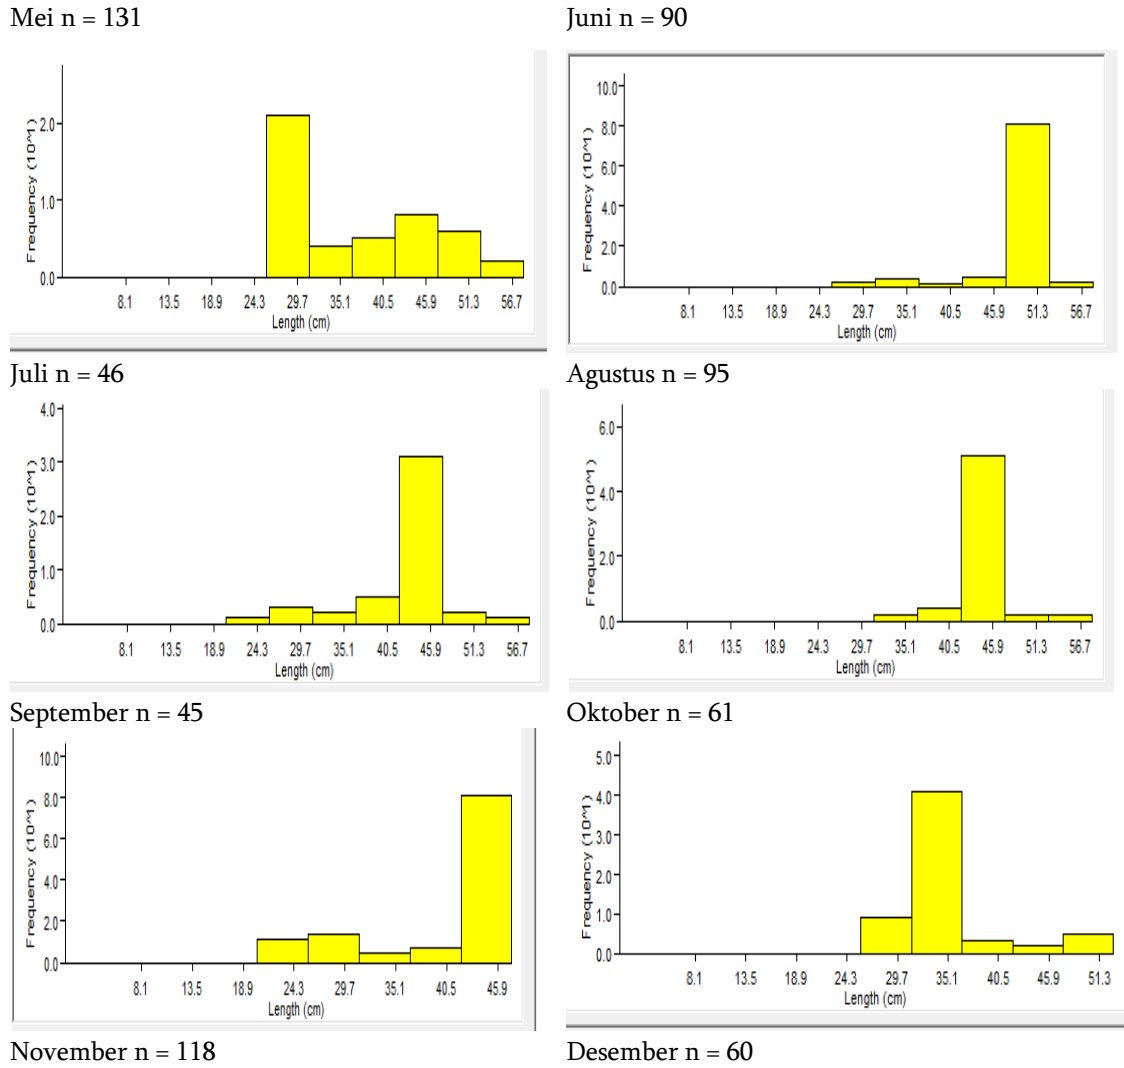 Mei n = 131
Juni n = 90
Frequency (10^1)
2.0
1.0
0.0
8.1 13.5 18.9 24.3 29.7 35.1 40.5 45.9 51.3 56.7
Length (cm)
Frequency (10^1)
10.0
8.0
6.0
4.0
2.0
0.0
8.1 13.5 18.9 24.3 29.7 35.1 40.5 45.9 51.3 56.7
Length (cm)
Juli n = 46
Agustus n = 95
Frequency (10^1)
4.0
3.0
2.0
1.0
0.0
8.1 13.5 18.9 24.3 29.7 35.1 40.5 45.9 51.3 56.7
Length (cm)
Frequency (10^1)
6.0
4.0
2.0
0.0
8.1 13.5 18.9 24.3 29.7 35.1 40.5 45.9 51.3 56.7
Length (cm)
September n = 45
Oktober n = 61
Frequency (10^1)
10.0
8.0
6.0
4.0
2.0
0.0
8.1 13.5 18.9 24.3 29.7 35.1 40.5 45.9
Length (cm)
Frequency (10^1)
5.0
4.0
3.0
2.0
1.0
0.0
8.1 13.5 18.9 24.3 29.7 35.1 40.5 45.9 51.3
Length (cm)
November n = 118
Desember n = 60